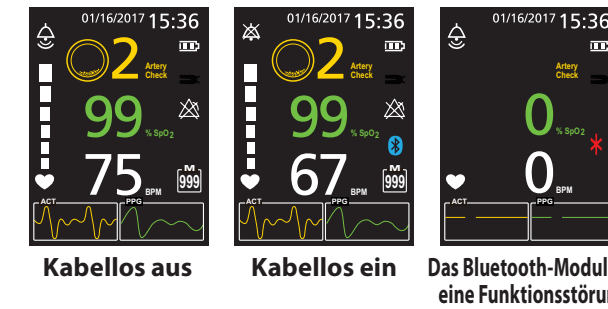 01/16/2017 15:36
2 Artery Check
99 % SpO2
75 BPM
M 999
ACT PPG
Kabellos aus
01/16/2017 15:36
2 Artery Check
99 % SpO2
67 BPM
M 999
ACT PPG
Kabellos ein
01/16/2017 15:36
Artery Check
0 % SpO2
0 BPM
ACT PPG
Das Bluetooth-Modul
eine Funktionsstörun